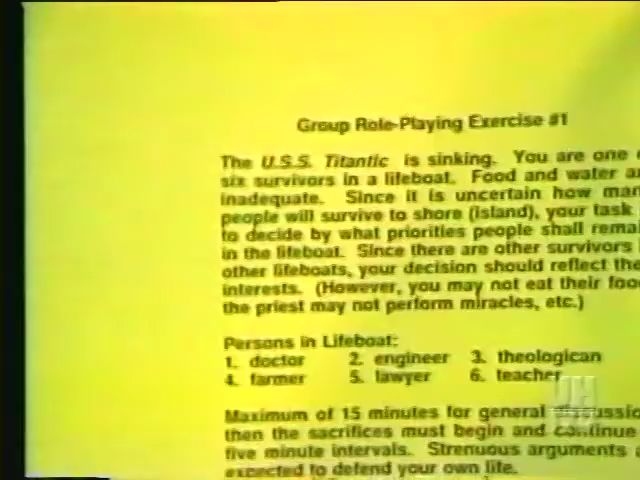 Group Role-Playing Exercise #1
The U.S.S. Titantic is sinking. You are one
six survivors in a lifeboat. Food and water
inadequate. Since it is uncertain how
people will survive to shore (island), your task
to decide by what priorities people shall
in the lifeboat. Since there are other survivors
other lifeboats, your decision should reflect the
interests. (However, you may not eat their
the priest may not perform miracles, etc.)
Persons in Lifeboat:
1. doctor 2. engineer 3. theologican
4. farmer 5. lawyer 6. teacher
Maximum of 15 minutes for general
then the sacrifices must begin and continue
five minute intervals. Strenuous arguments
expected to defend your own life.